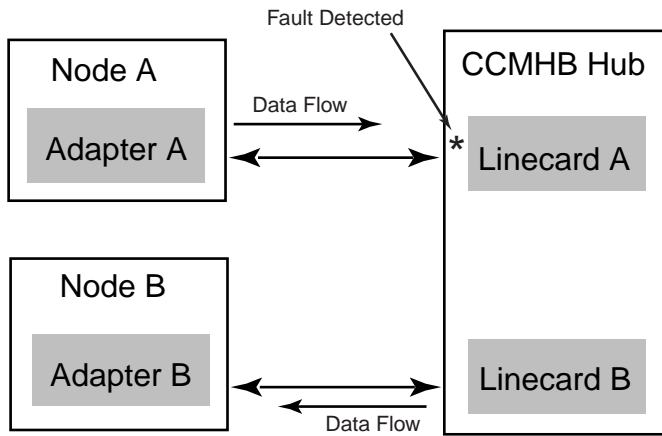 Fault Detected
Node A
CCMHB Hub
Data Flow
Adapter A
*
Linecard A
Node B
Adapter B
Linecard B
Data Flow